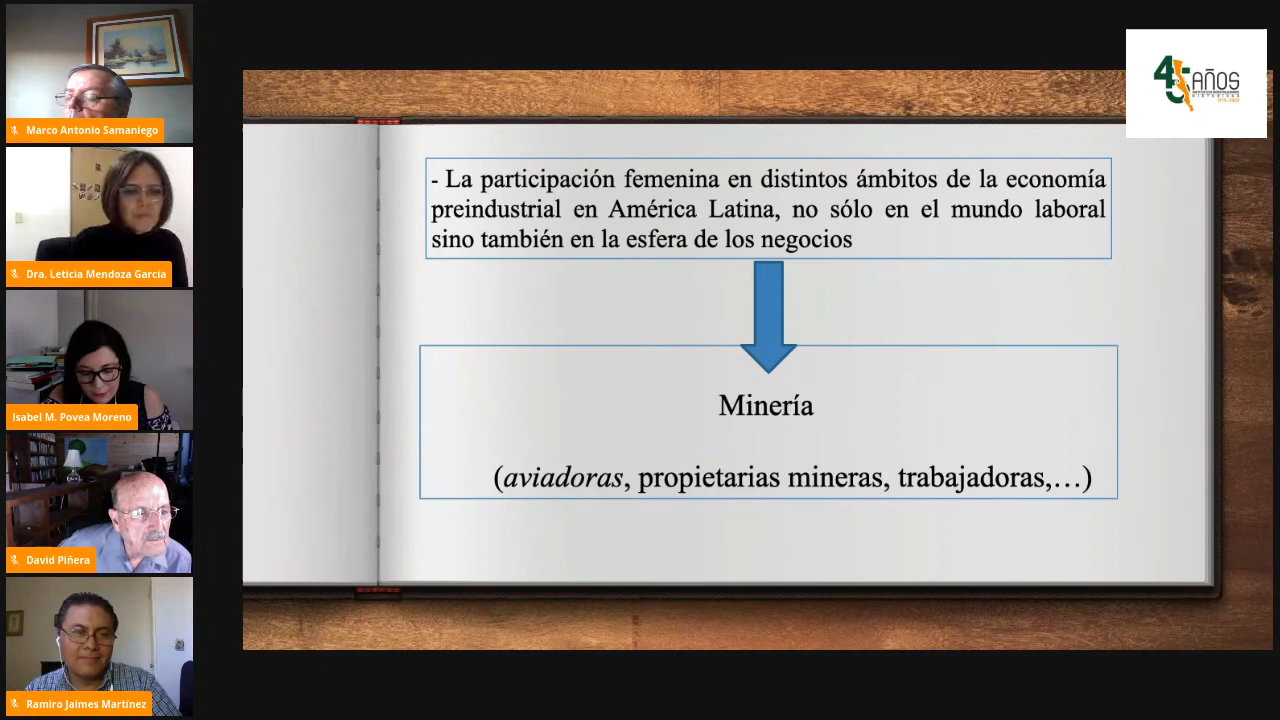 Marco Antonio Samaniego
Dra. Leticia Mendoza García
Isabel M. Povea Moreno
David Piñera
Ramiro Jaimes Martínez
- La participación femenina en distintos ámbitos de la economía
preindustrial en América Latina, no sólo en el mundo laboral
sino también en la esfera de los negocios
Minería
(aviadoras, propietarias mineras, trabajadoras,…)
45 AÑOS